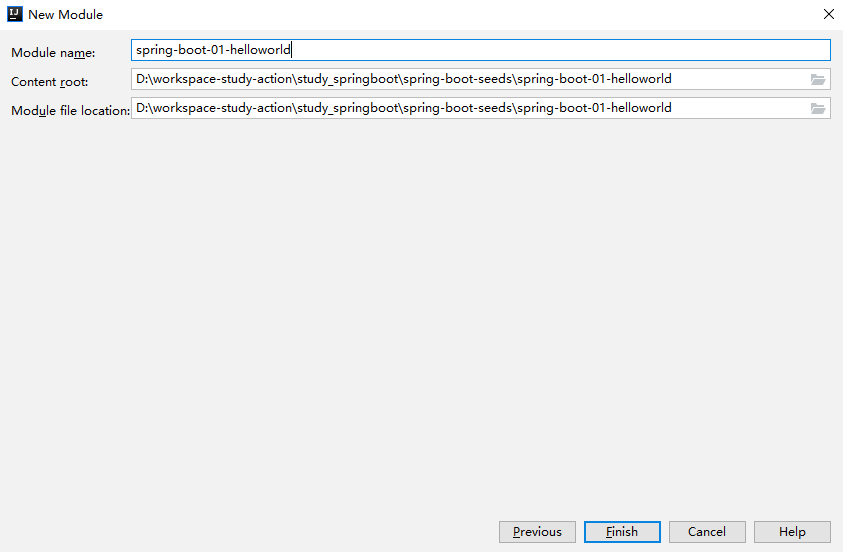 IJ New Module
Module name: spring-boot-01-helloworld
Content root: D:\workspace-study-action\study_springboot\spring-boot-seeds\spring-boot-01-helloworld
Module file location: D:\workspace-study-action\study_springboot\spring-boot-seeds\spring-boot-01-helloworld
Previous Finish Cancel Help